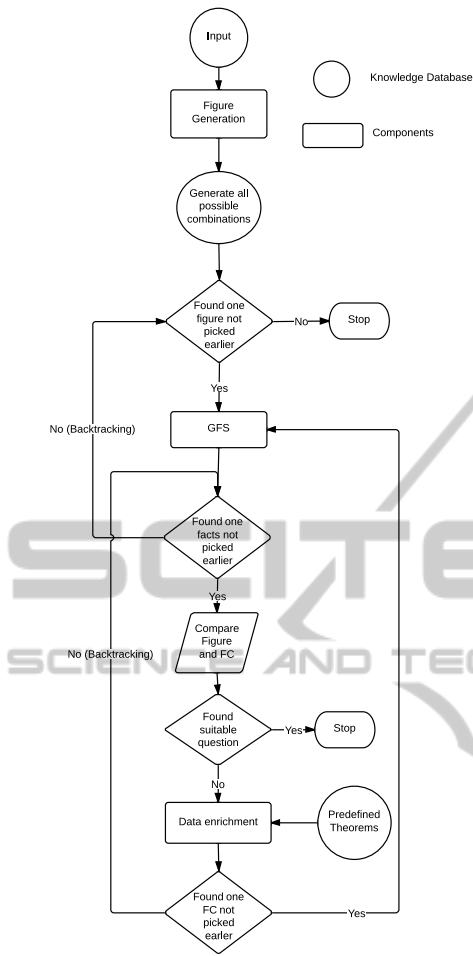 Input
Knowledge Database
Figure
Generation
Components
Generate all
possible
combinations
Found one
figure not
picked
earlier
No
Stop
Yes
No (Backtracking)
GFS
Found one
facts not
picked
earlier
Yes
Compare
Figure
and FC
No (Backtracking)
Found
suitable
question
Yes
Stop
No
Data enrichment
Predefined
Theorems
Found one
FC not
picked
earler
Yes
SCITE
SCIENCE AND TEC